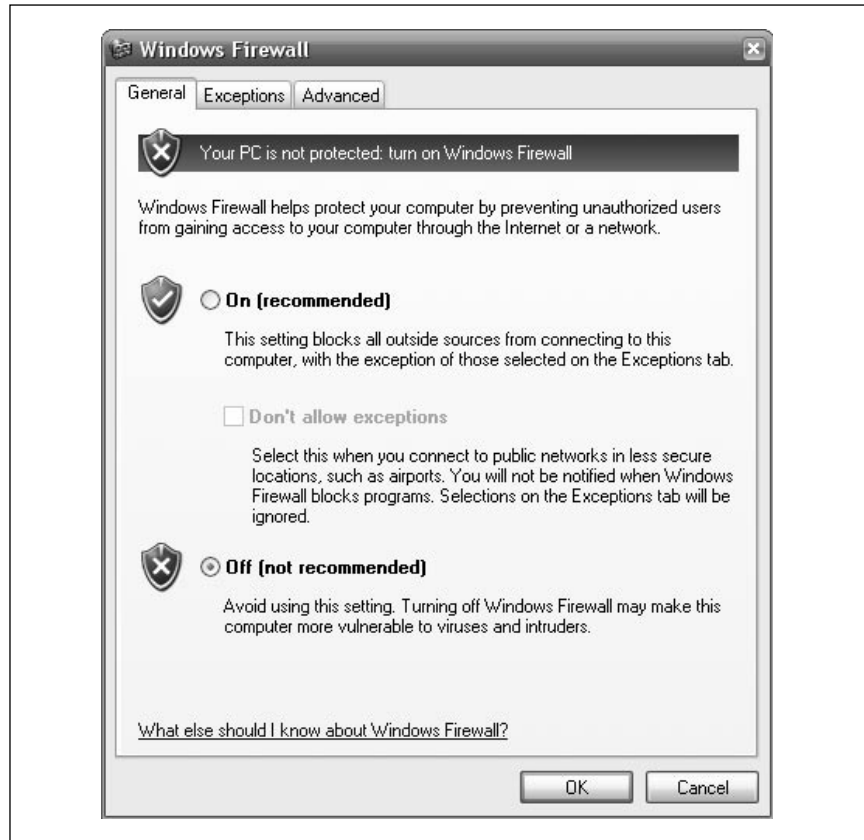 Windows Firewall
General Exceptions Advanced
Your PC is not protected: turn on Windows Firewall
Windows Firewall helps protect your computer by preventing unauthorized users
from gaining access to your computer through the Internet or a network.
On (recommended)
This setting blocks all outside sources from connecting to this
computer, with the exception of those selected on the Exceptions tab.
Don't allow exceptions
Select this when you connect to public networks in less secure
locations, such as airports. You will not be notified when Windows
Firewall blocks programs. Selections on the Exceptions tab will be
ignored.
Off (not recommended)
Avoid using this setting. Turning off Windows Firewall may make this
computer more vulnerable to viruses and intruders.
What else should I know about Windows Firewall?
OK Cancel